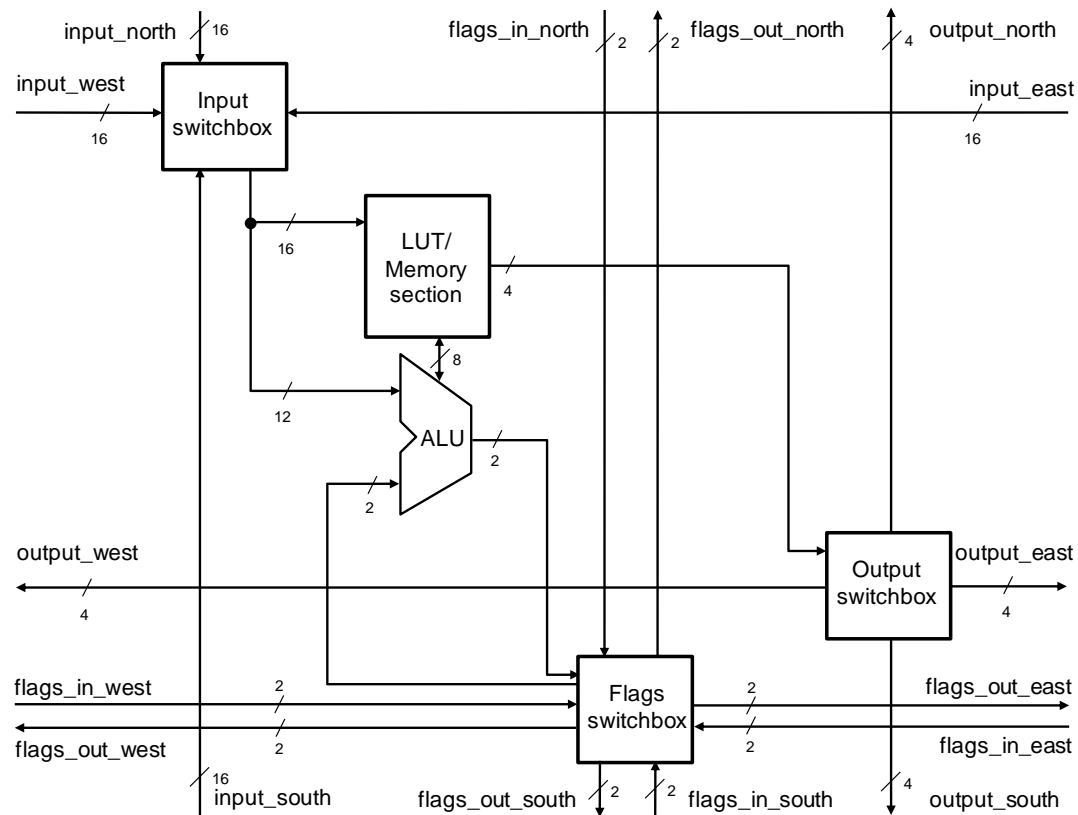 input_north
16
flags_in_north
2
2
flags_out_north
4
output_north
input_west
16
Input
switchbox
input_east
16
16
LUT/
Memory
section
4
8
12
ALU
2
2
output_west
4
Output
switchbox
output_east
4
flags_in_west
2
Flags
switchbox
2
flags_out_east
flags_out_west
2
2
flags_in_east
16
input_south
flags_out_south
2
2
flags_in_south
4
output_south